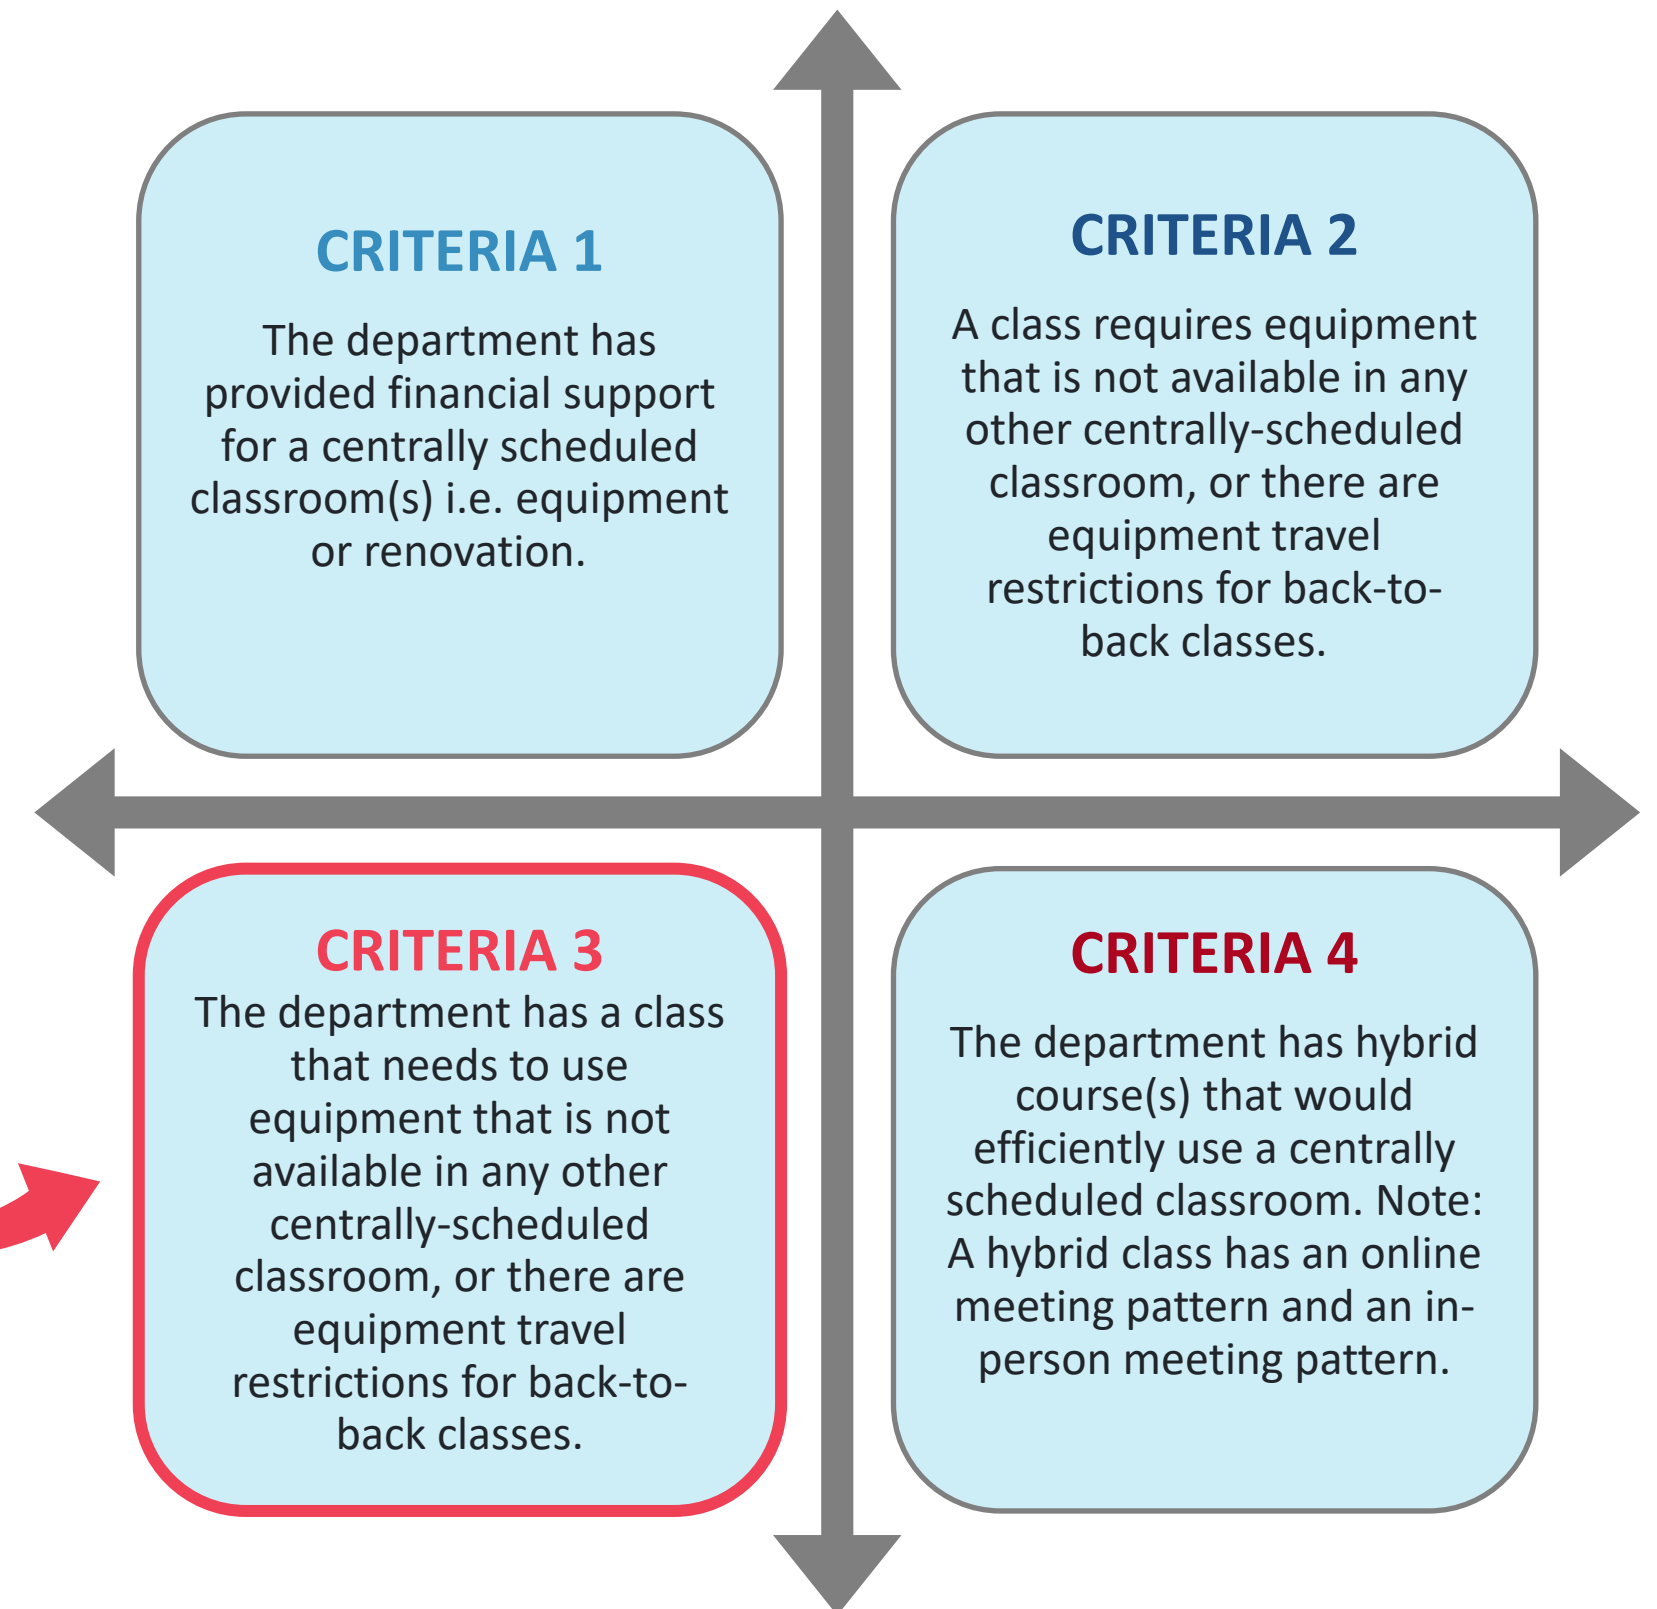 CRITERIA 1
The department has
provided financial support
for a centrally scheduled
classroom(s) i.e. equipment
or renovation.
CRITERIA 2
A class requires equipment
that is not available in any
other centrally-scheduled
classroom, or there are
equipment travel
restrictions for back-to-
back classes.
CRITERIA 3
The department has a class
that needs to use
equipment that is not
available in any other
centrally-scheduled
classroom, or there are
equipment travel
restrictions for back-to-
back classes.
CRITERIA 4
The department has hybrid
course(s) that would
efficiently use a centrally
scheduled classroom. Note:
A hybrid class has an online
meeting pattern and an in-
person meeting pattern.